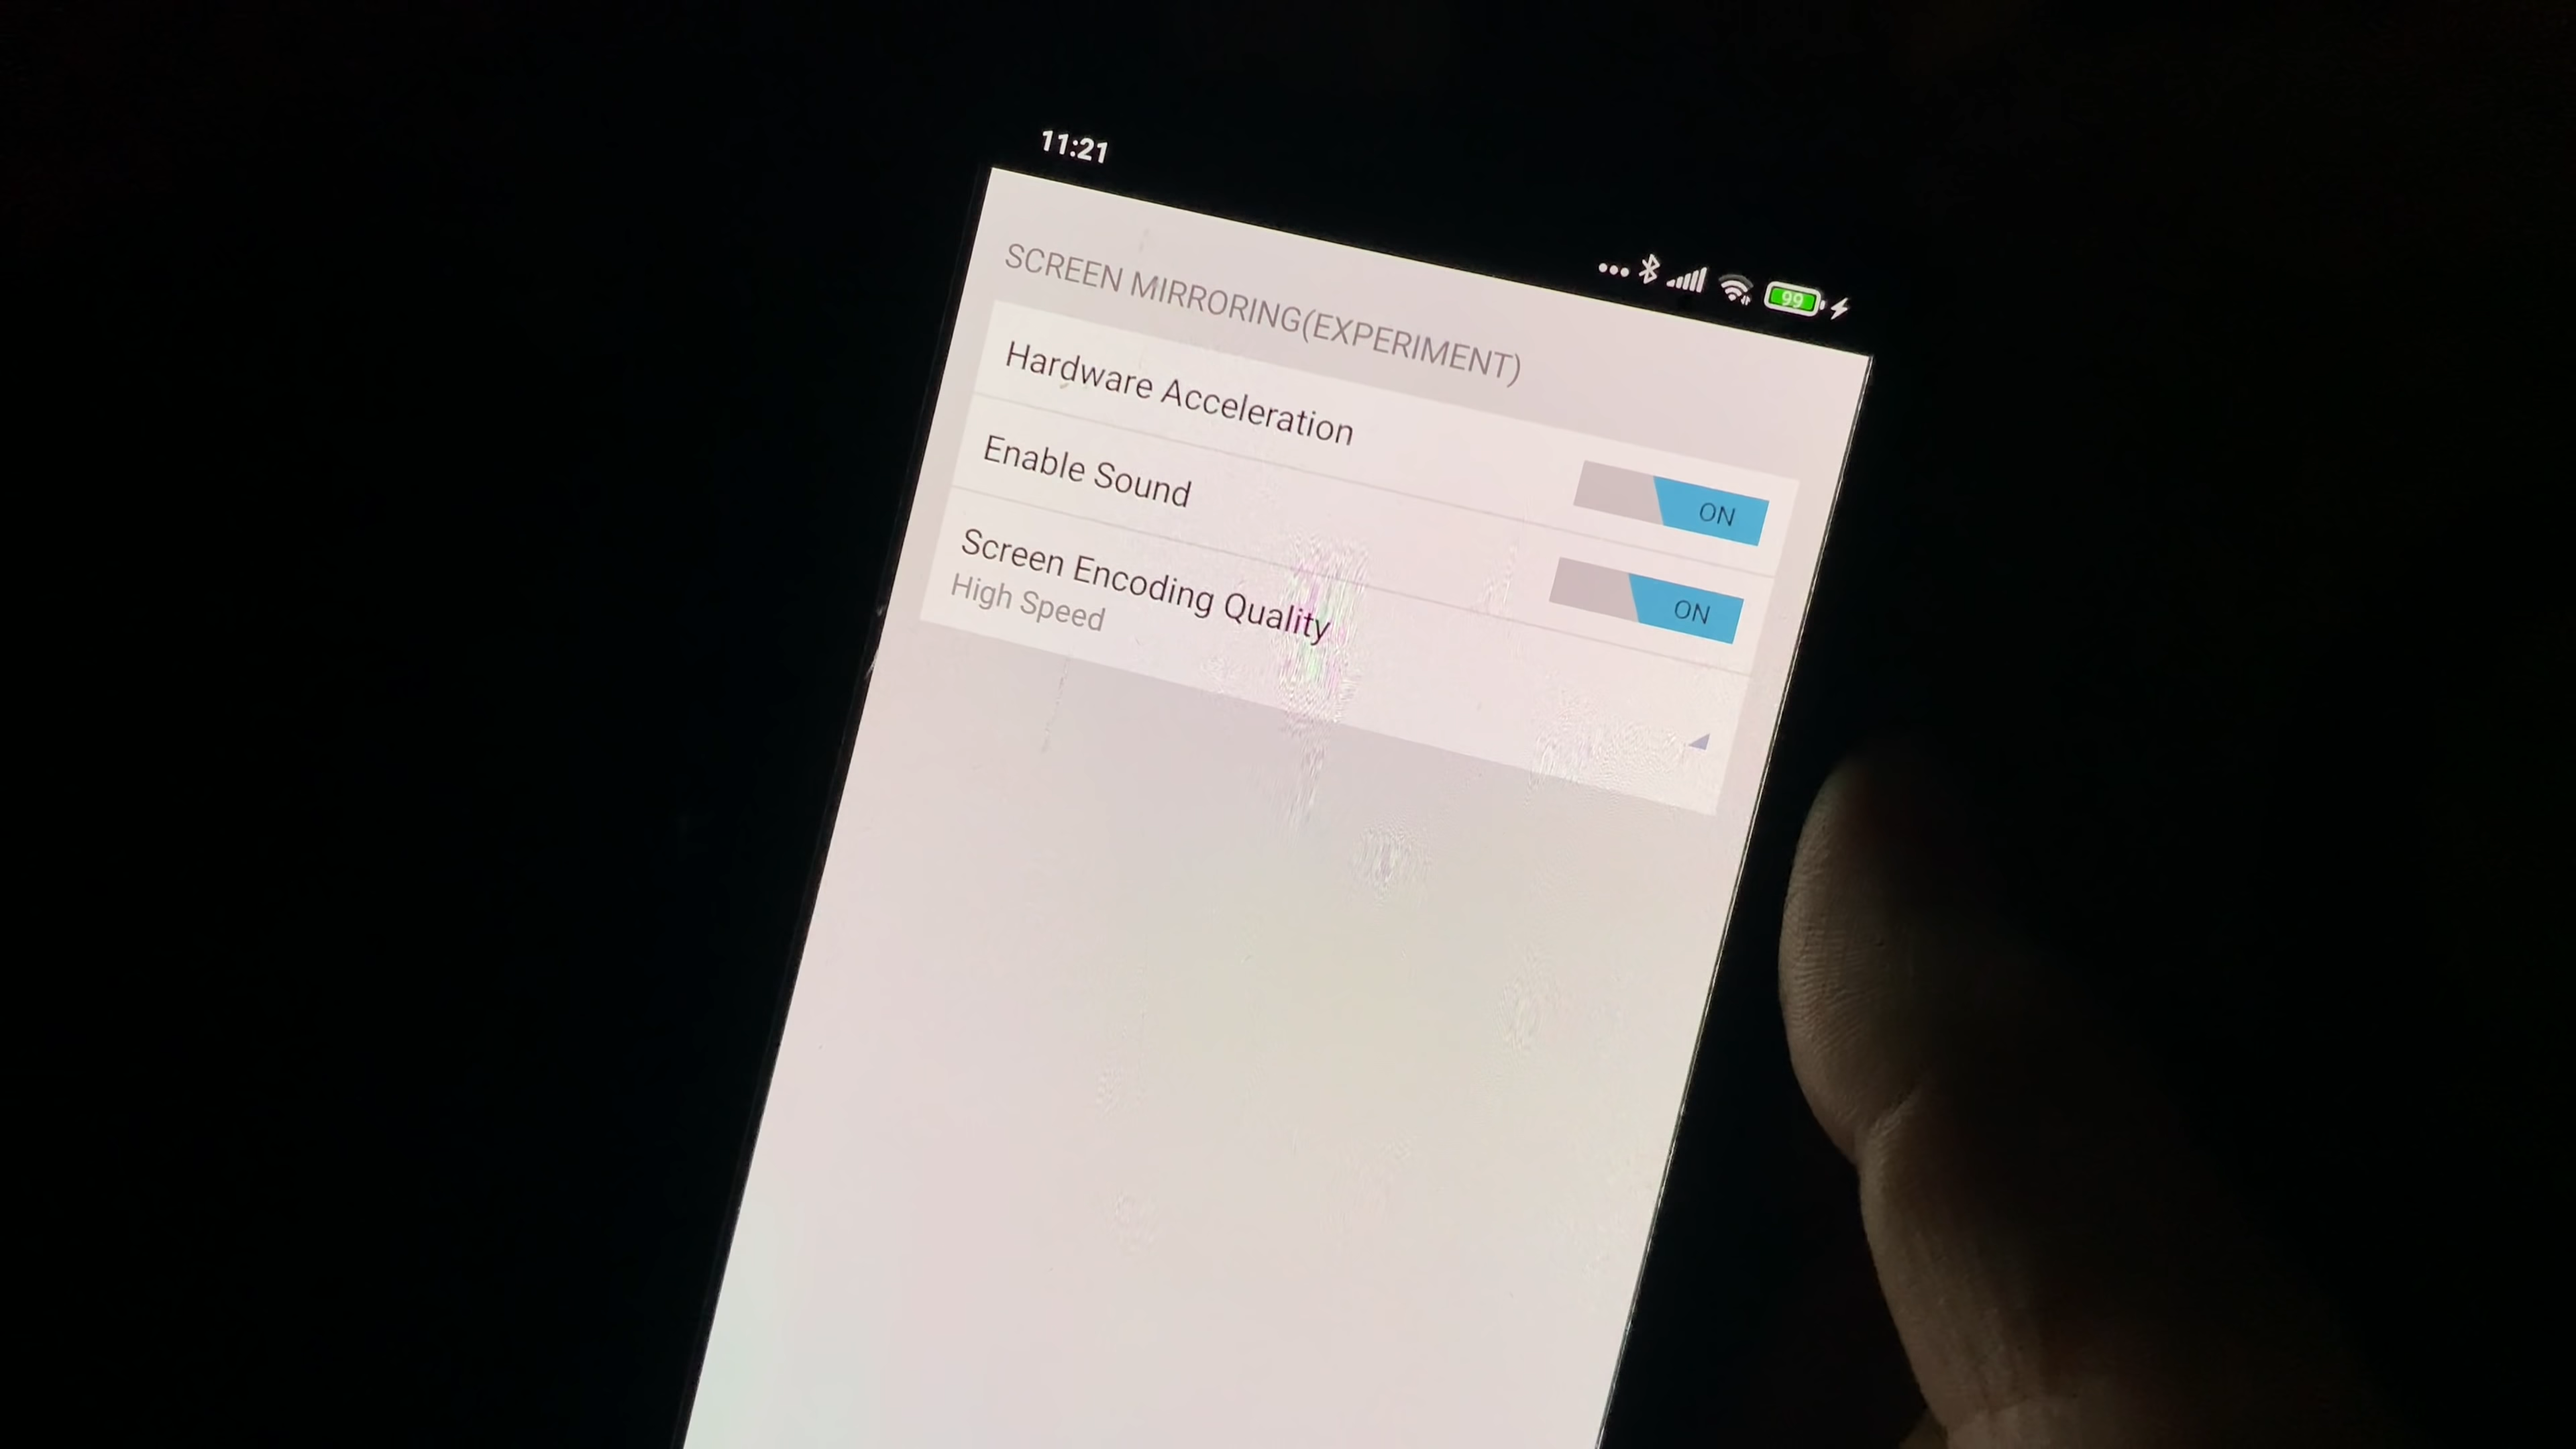 11:21
99
SCREEN MIRRORING(EXPERIMENT)
Hardware Acceleration
ON
Enable Sound
ON
Screen Encoding Quality
High Speed